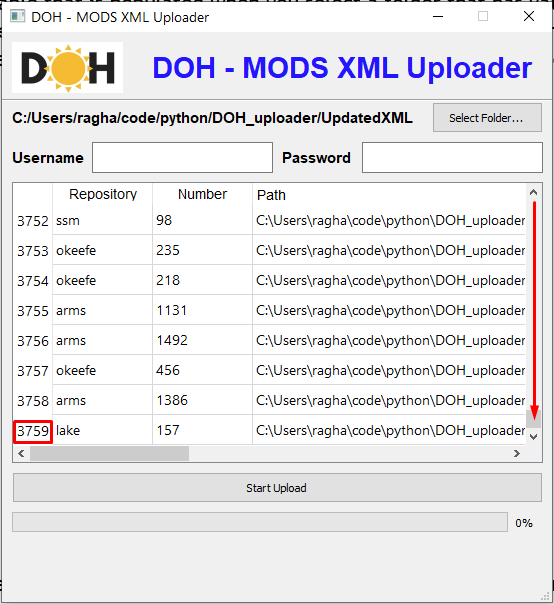 DOH - MODS XML Uploader
DOH DOH - MODS XML Uploader
C:/Users/ragha/code/python/DOH_uploader/UpdatedXML Select Folder...
Username Password
Repository Number Path
3752 ssm 98 C:\Users\ragha\code\python\DOH_uploader
3753 okeefe 235 C:\Users\ragha\code\python\DOH_uploader
3754 okeefe 218 C:\Users\ragha\code\python\DOH_uploader
3755 arms 1131 C:\Users\ragha\code\python\DOH_uploader
3756 arms 1492 C:\Users\ragha\code\python\DOH_uploader
3757 okeefe 456 C:\Users\ragha\code\python\DOH_uploader
3758 arms 1386 C:\Users\ragha\code\python\DOH_uploader
3759 lake 157 C:\Users\ragha\code\python\DOH_uploader
Start Upload
0%